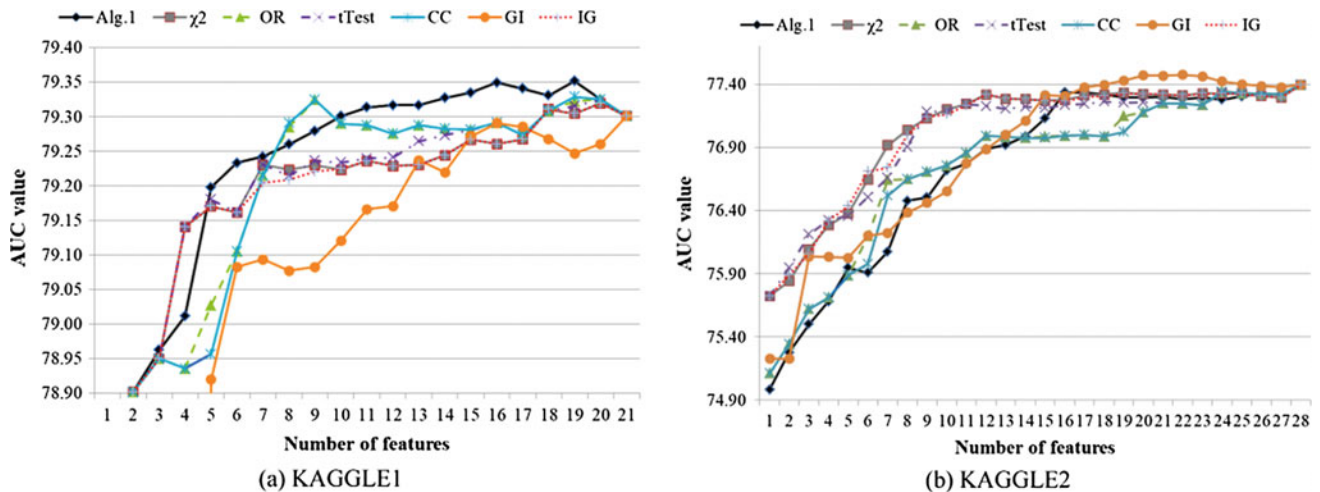 Alg.1 χ2 OR tTest CC GI IG
79.40
79.35
79.30
79.25
79.20
79.15
79.10
79.05
79.00
78.95
78.90
AUC value
1 2 3 4 5 6 7 8 9 10 11 12 13 14 15 16 17 18 19 20 21
Number of features
(a) KAGGLE1
Alg.1 χ2 OR tTest CC GI IG
77.40
76.90
76.40
75.90
75.40
74.90
AUC value
1 2 3 4 5 6 7 8 9 10 11 12 13 14 15 16 17 18 19 20 21 22 23 24 25 26 27 28
Number of features
(b) KAGGLE2